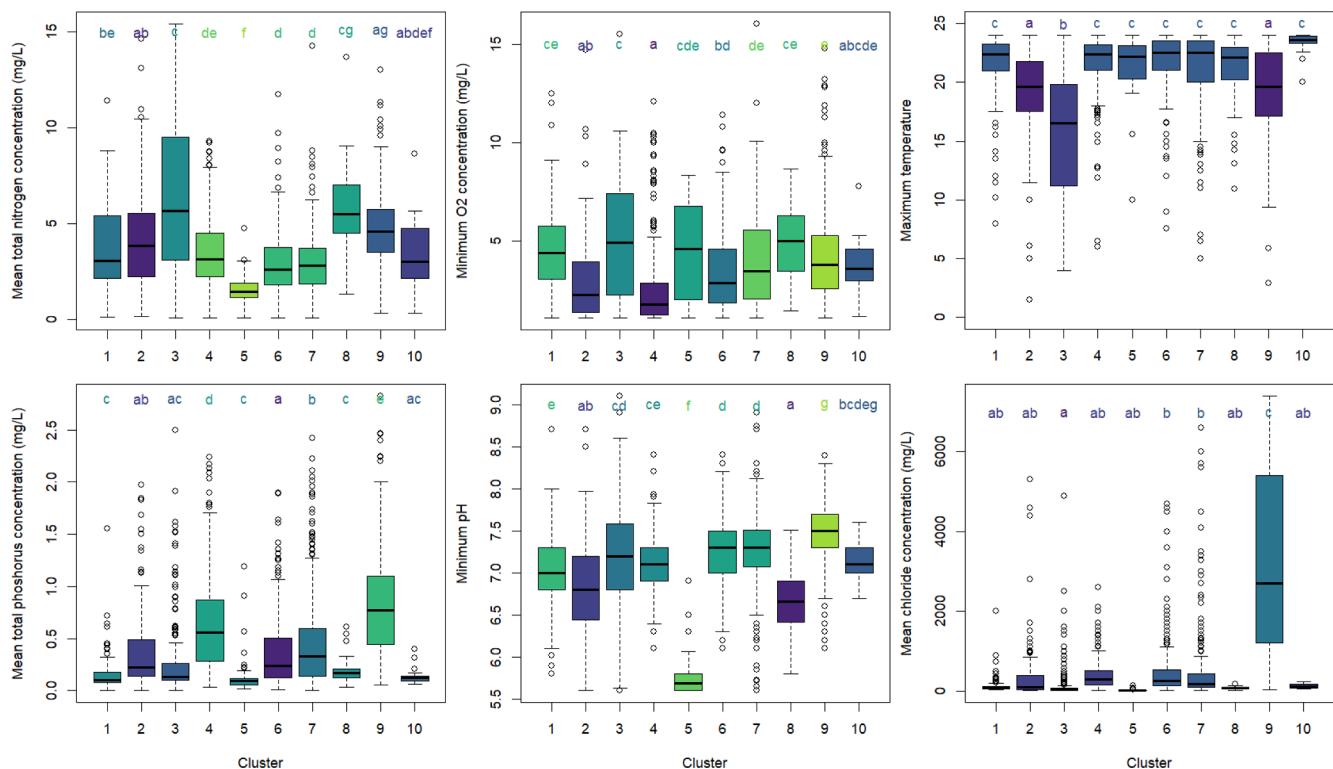 Mean total nitrogen concentration (mg/L)
15
10
5
0
be ab c de f d d cg ag abdef
1 2 3 4 5 6 7 8 9 10
Minimum O2 concentration (mg/L)
15
10
5
ce ab c a cde bd de ce e abcde
1 2 3 4 5 6 7 8 9 10
Maximum temperature
25
20
15
10
5
0
c a b c c c c c a c
1 2 3 4 5 6 7 8 9 10
Mean total phoshorus concentration (mg/L)
2.5
2.0
1.5
1.0
0.5
0.0
c ab ac d c a b c e ac
1 2 3 4 5 6 7 8 9 10
Cluster
Minimum pH
9.0
8.5
8.0
7.5
7.0
6.5
6.0
5.5
e ab cd ce f d d a g bcdeg
1 2 3 4 5 6 7 8 9 10
Cluster
Mean chloride concentration (mg/L)
6000
4000
2000
0
ab ab a ab ab b b ab c ab
1 2 3 4 5 6 7 8 9 10
Cluster